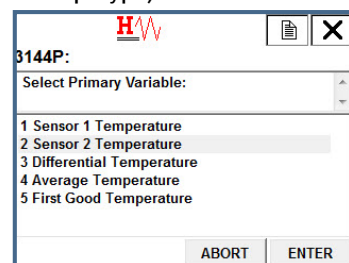 H
3144P:
Select Primary Variable:
1 Sensor 1 Temperature
2 Sensor 2 Temperature
3 Differential Temperature
4 Average Temperature
5 First Good Temperature
ABORT ENTER